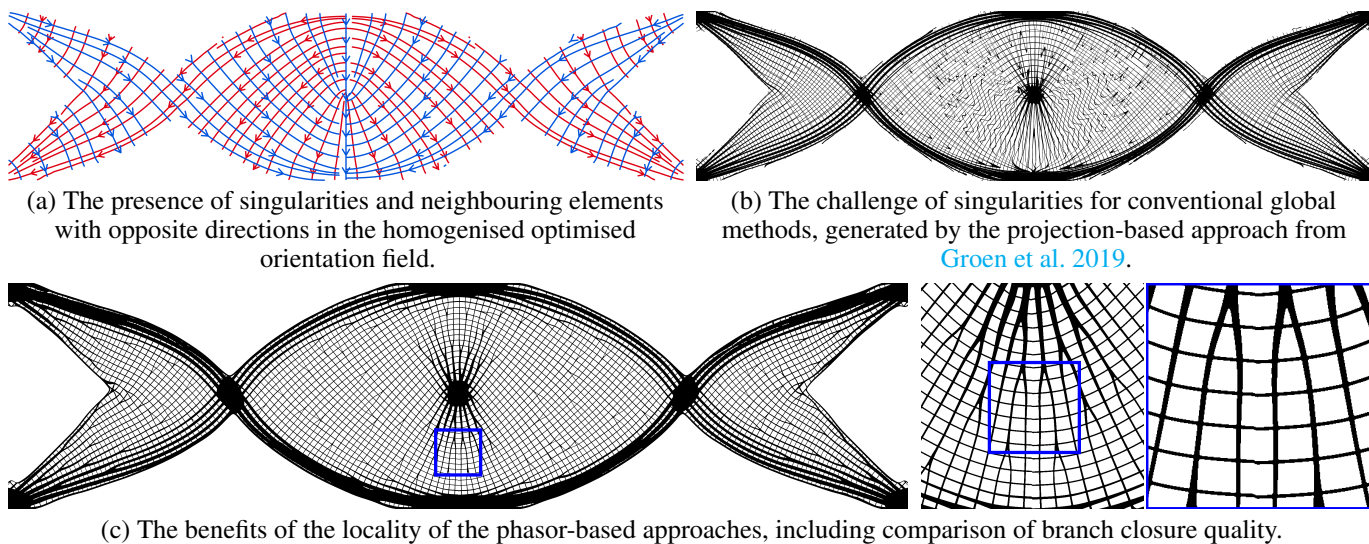 (a) The presence of singularities and neighbouring elements
with opposite directions in the homogenised optimised
orientation field.
(b) The challenge of singularities for conventional global
methods, generated by the projection-based approach from
Groen et al. 2019.
(c) The benefits of the locality of the phasor-based approaches, including comparison of branch closure quality.